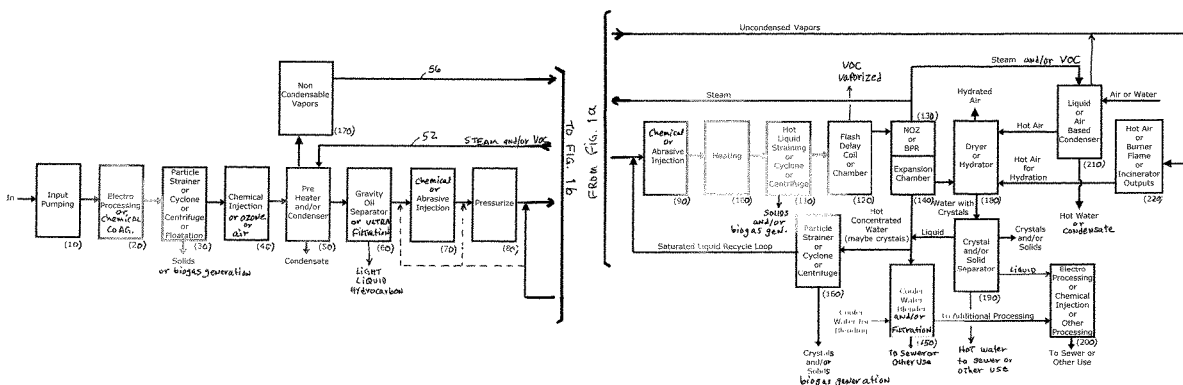 56
Non
Condensable
Vapors
(170)
52
STEAM and/or VOC
In
Input
Pumping
(10)
Electro
Processing
or chemical
COAG.
(20)
Particle
Strainer
or
Cyclone
or
Centrifuge
or
Floatation
(30)
Solids
or biogas generation
Chemical
Injection
or ozone
or
air
(40)
Pre
Heater
and/or
Condenser
(50)
Condensate
Gravity
Oil
Separator
or ULTRA
Filtration
(60)
LIGHT
LIQUID
Hydrocarbon
Chemical
or
Abrasive
Injection
(70)
Pressurize
(80)
TO FIG. 1b
FROM FIG. 1a
Uncondensed Vapors
Steam and/or VOC
VOC
Vaporized
Steam
Chemical
or
Abrasive
Injection
(90)
Heating
(100)
Hot
Liquid
Straining
or
Cyclone
or
Centrifuge
(110)
SOLIDS
and/or
biogas gen.
Flash
Delay
Coil
or
Chamber
(120)
(130)
NOZ
or
BPR
Expansion
Chamber
(140)
Hydrated
Air
Dryer
or
Hydrator
(180)
Hot Air
Hot
Air for
Hydration
Liquid
or
Air
Based
Condenser
(210)
Air or Water
Hot Water
or
condensate
Hot Air
or
Burner
Flame
or
Incinerator
Outputs
(220)
Water with
Crystals
Hot
Concentrated
Water
(maybe crystals)
Liquid
Saturated Liquid Recycle Loop
Particle
Strainer
or
Cyclone
or
Centrifuge
(160)
Crystals
and/or
Solids
biogas generation
Crystal
and/or
Solid
Separator
(190)
Crystals
and/or
Solids
LIQUID
Cooler
Water for
Blending
Cooler
Water
Blender
and/or
FILTRATION
(150)
To Sewer or
Other Use
To Additional Processing
HOT water
to sewer or
other use
Electro
Processing
or
Chemical
Injection
or
Other
Processing
(200)
To Sewer or
Other Use